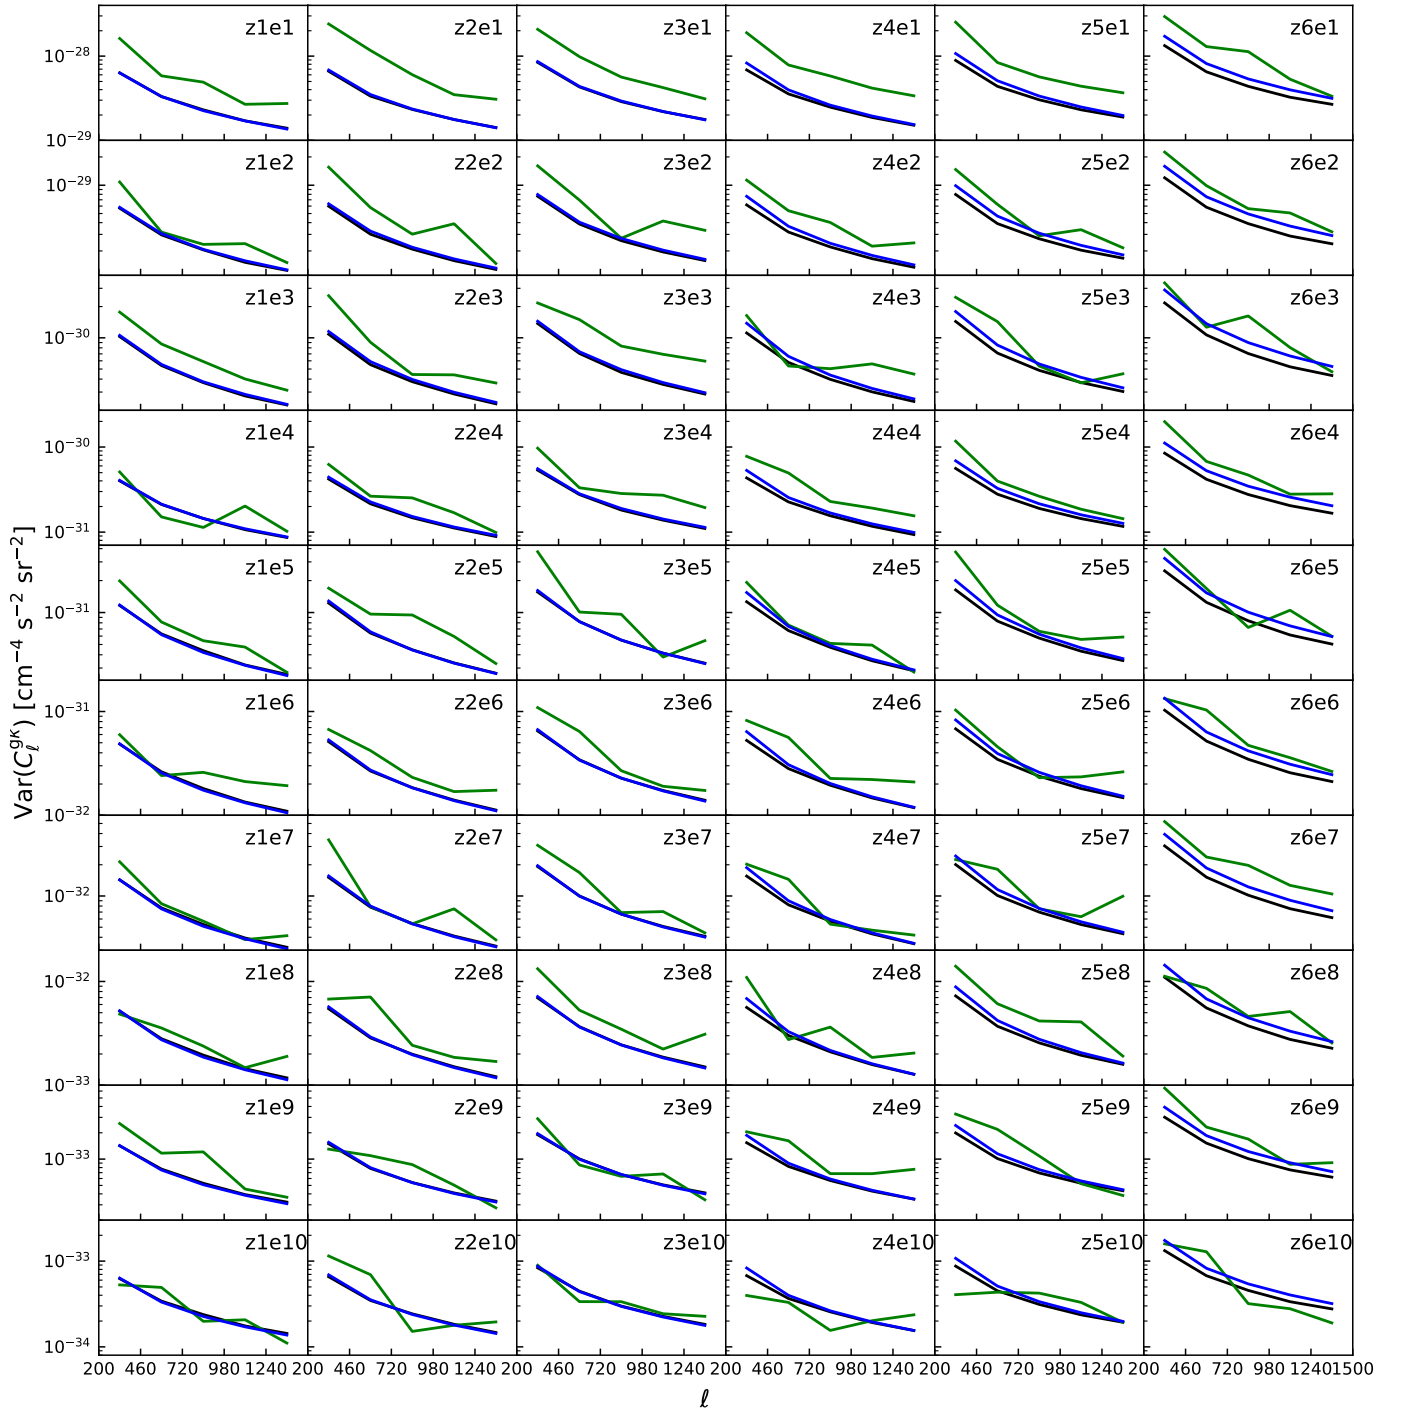 z1e1 z2e1 z3e1 z4e1 z5e1 z6e1
10⁻²⁸
10⁻²⁹
z1e2 z2e2 z3e2 z4e2 z5e2 z6e2
10⁻²⁹
z1e3 z2e3 z3e3 z4e3 z5e3 z6e3
10⁻³⁰
z1e4 z2e4 z3e4 z4e4 z5e4 z6e4
10⁻³⁰
10⁻³¹
z1e5 z2e5 z3e5 z4e5 z5e5 z6e5
10⁻³¹
z1e6 z2e6 z3e6 z4e6 z5e6 z6e6
10⁻³¹
10⁻³²
Var(C_ℓ^gκ) [cm⁻⁴ s⁻² sr⁻²]
z1e7 z2e7 z3e7 z4e7 z5e7 z6e7
10⁻³²
z1e8 z2e8 z3e8 z4e8 z5e8 z6e8
10⁻³²
10⁻³³
z1e9 z2e9 z3e9 z4e9 z5e9 z6e9
10⁻³³
z1e10 z2e10 z3e10 z4e10 z5e10 z6e10
10⁻³³
10⁻³⁴
200 460 720 980 1240 200 460 720 980 1240 200 460 720 980 1240 200 460 720 980 1240 200 460 720 980 1240 200 460 720 980 1240 1500
ℓ